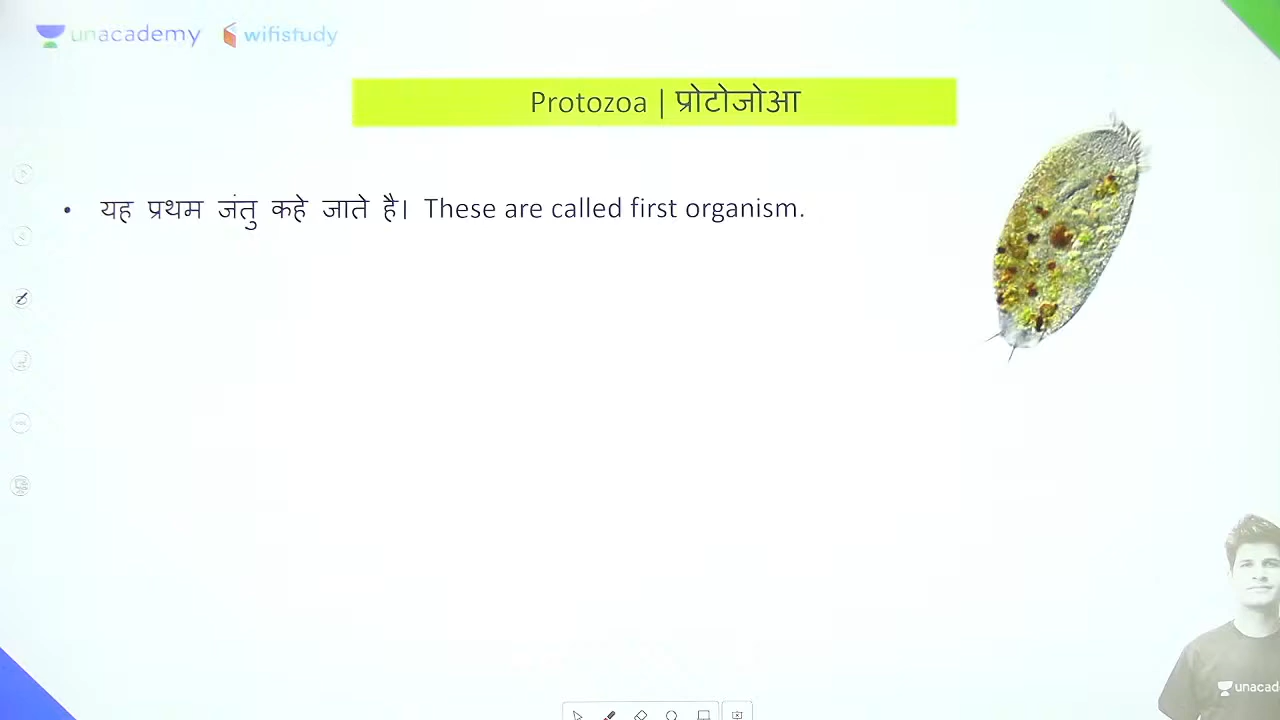 unacademy wifistudy
Protozoa | प्रोटोजोआ
• यह प्रथम जंतु कहे जाते है। These are called first organism.
unacad